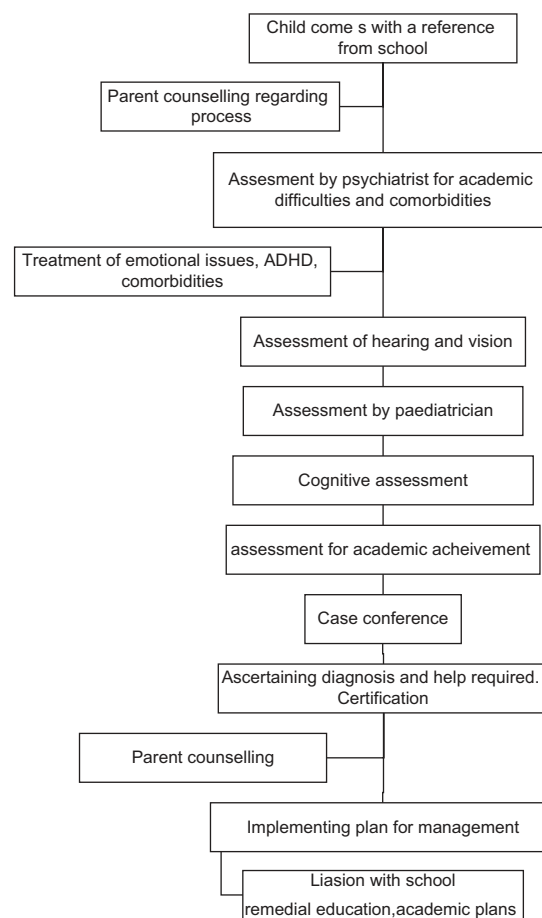 Child come s with a reference
from school
Parent counselling regarding
process
Assesment by psychiatrist for academic
difficulties and comorbidities
Treatment of emotional issues, ADHD,
comorbidities
Assessment of hearing and vision
Assessment by paediatrician
Cognitive assessment
assessment for academic acheivement
Case conference
Ascertaining diagnosis and help required.
Certification
Parent counselling
Implementing plan for management
Liasion with school
remedial education,academic plans